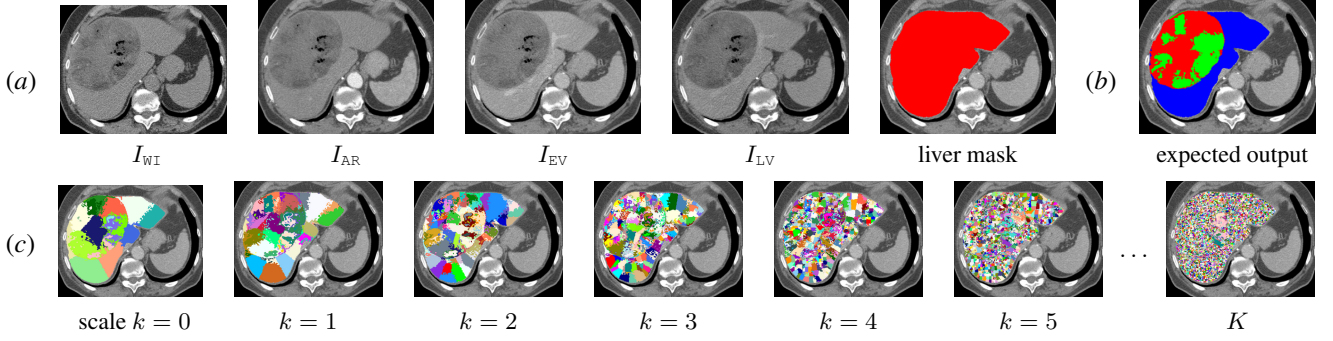 (a)
(b)
I_WI I_AR I_EV I_LV liver mask expected output
(c)
...
scale k = 0 k = 1 k = 2 k = 3 k = 4 k = 5 K